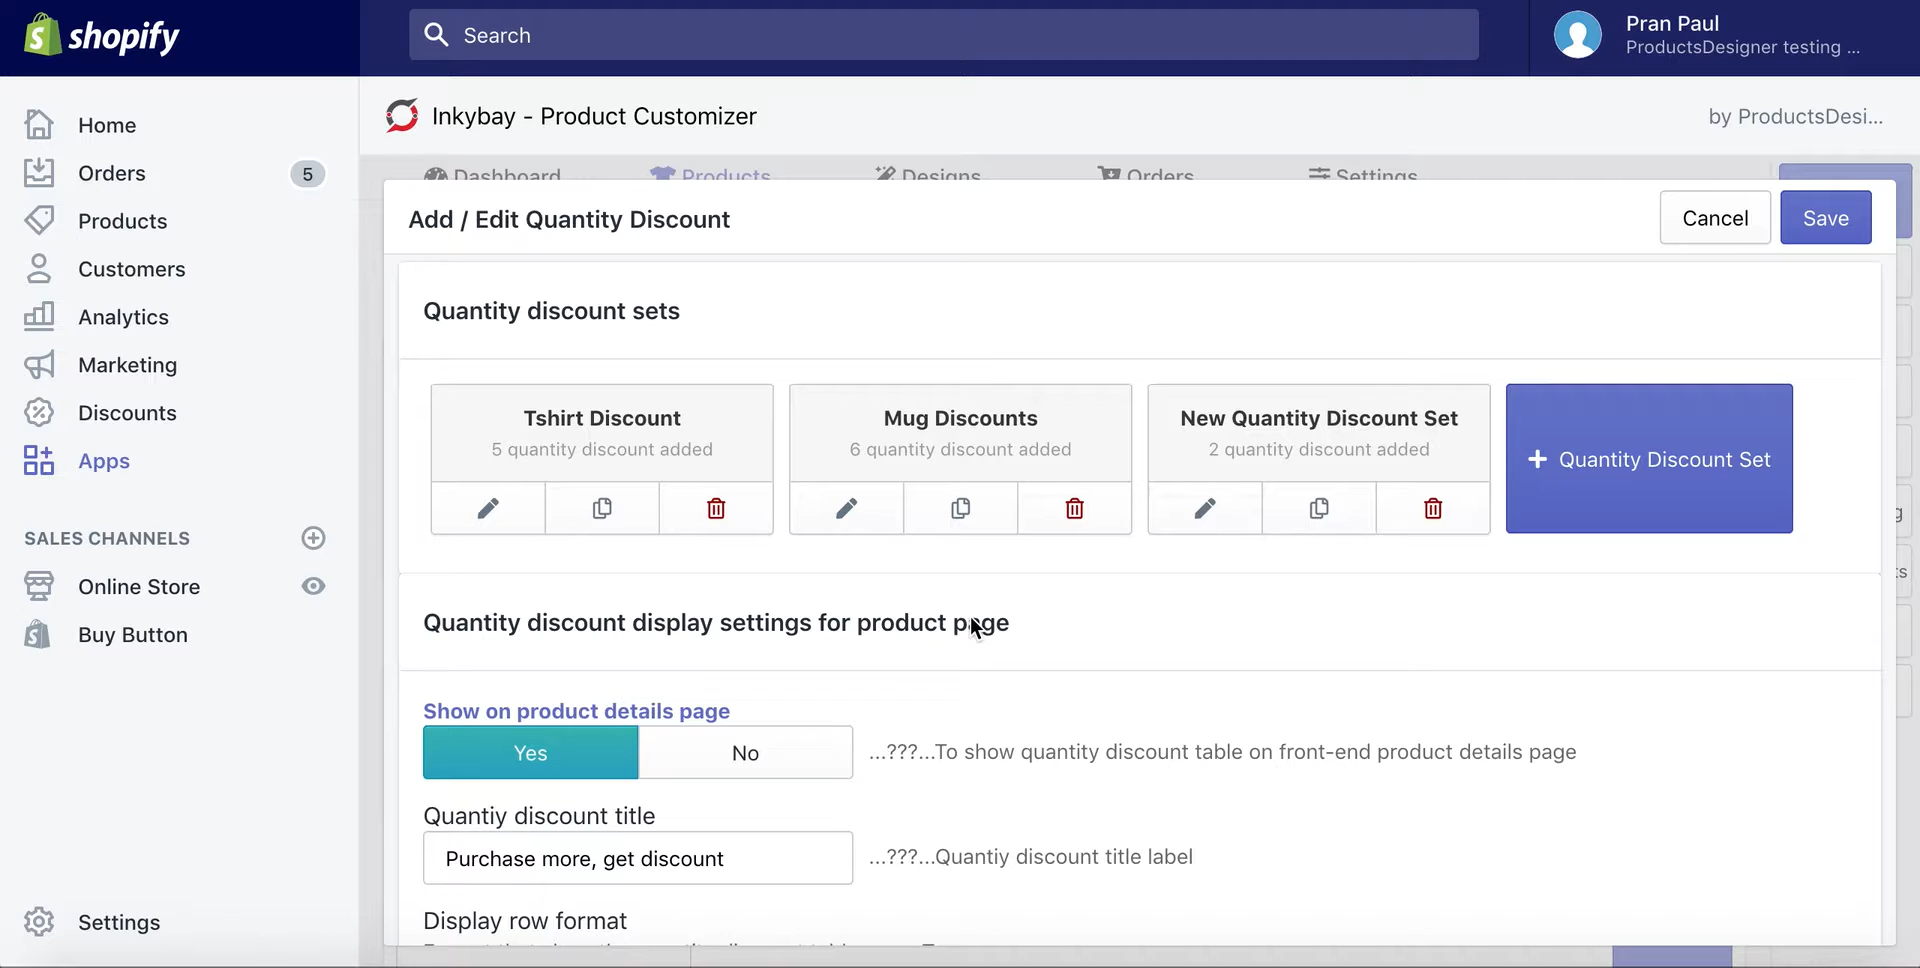 shopify
Search
Pran Paul
ProductsDesigner testing ...
Home
Orders
5
Products
Customers
Analytics
Marketing
Discounts
Apps
SALES CHANNELS
Online Store
Buy Button
Settings
Inkybay - Product Customizer
by ProductsDesi...
Dashboard
Products
Designs
Orders
Settings
Add / Edit Quantity Discount
Cancel
Save
Quantity discount sets
Tshirt Discount
5 quantity discount added
Mug Discounts
6 quantity discount added
New Quantity Discount Set
2 quantity discount added
+ Quantity Discount Set
Quantity discount display settings for product page
Show on product details page
Yes
No
...???...To show quantity discount table on front-end product details page
Quantiy discount title
Purchase more, get discount
...???...Quantiy discount title label
Display row format